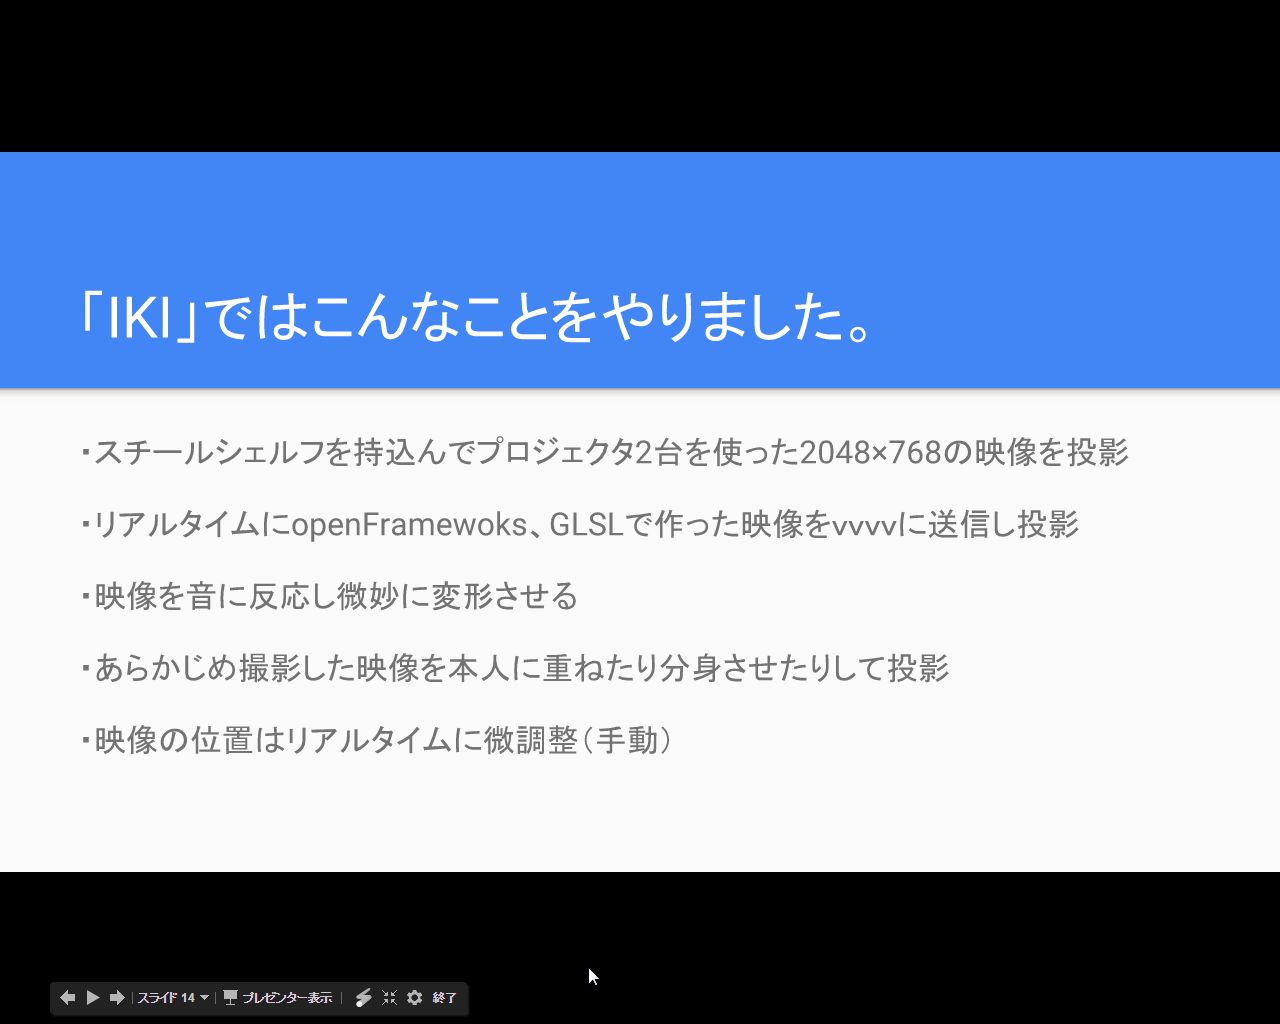 「IKI」ではこんなことをやりました。
・スチールシェルフを持込んでプロジェクタ2台を使った2048×768の映像を投影
・リアルタイムにopenFramewoks、GLSLで作った映像をvvvvに送信し投影
・映像を音に反応し微妙に変形させる
・あらかじめ撮影した映像を本人に重ねたり分身させたりして投影
・映像の位置はリアルタイムに微調整（手動）
スライド 14 プレゼンター表示 終了